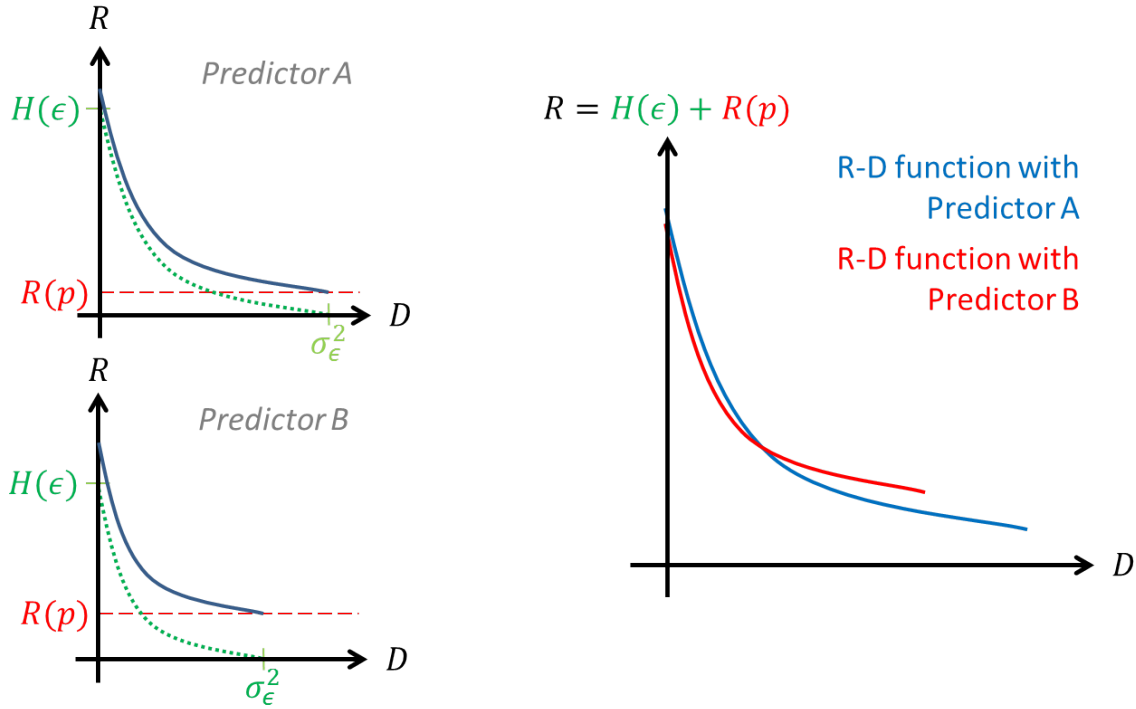 R
Predictor A
H(ϵ)
R(p)
D
σ²ϵ
R
Predictor B
H(ϵ)
R(p)
D
σ²ϵ
R = H(ϵ) + R(p)
R-D function with
Predictor A
R-D function with
Predictor B
D